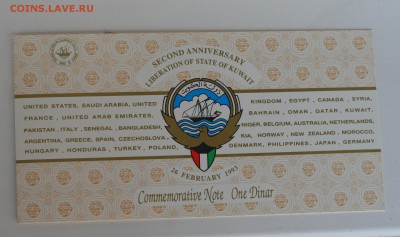 COINS.LAVE.RU
SECOND ANNIVERSARY
LIBERATION OF STATE OF KUWAIT
دولة الكويت
UNITED STATES, SAUDI ARABIA, UNITED KINGDOM, EGYPT, CANADA, SYRIA,
FRANCE, UNITED ARAB EMIRATES, BAHRAIN, OMAN, QATAR, KUWAIT,
PAKISTAN, ITALY, SENEGAL, BANGLADESH, NIGER, BELGIUM, AUSTRALIA, NETHERLANDS,
ARGENTINA, GREECE, SPAIN, CZECHOSLOVA KIA, NORWAY, NEW ZEALAND, MOROCCO,
HUNGARY, HONDURAS, TURKEY, POLAND, DENMARK, PHILIPPINES, JAPAN, GERMANY
26 FEBRUARY 1993
Commemorative Note One Dinar